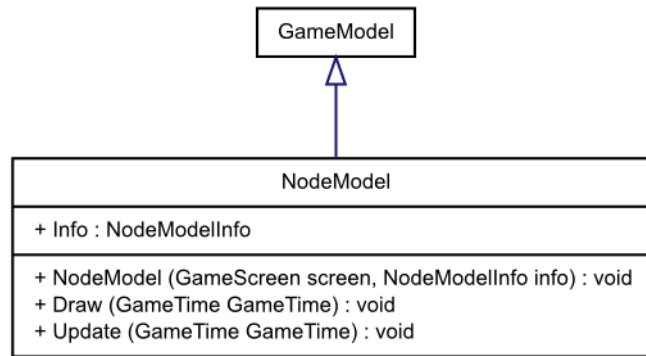 GameModel
NodeModel
+ Info : NodeModelInfo
+ NodeModel (GameScreen screen, NodeModelInfo info) : void
+ Draw (GameTime GameTime) : void
+ Update (GameTime GameTime) : void